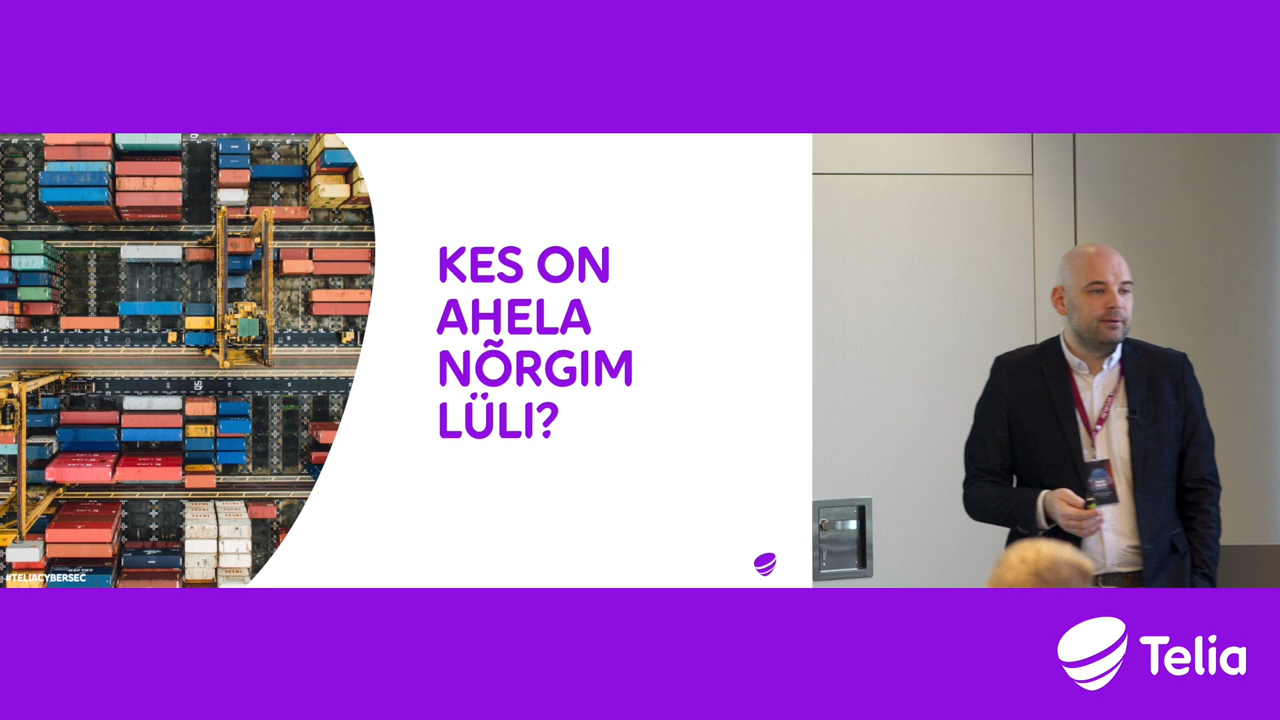 KES ON
AHELA
NÕRGIM
LÜLI?
#TELIACYBERSEC
Telia